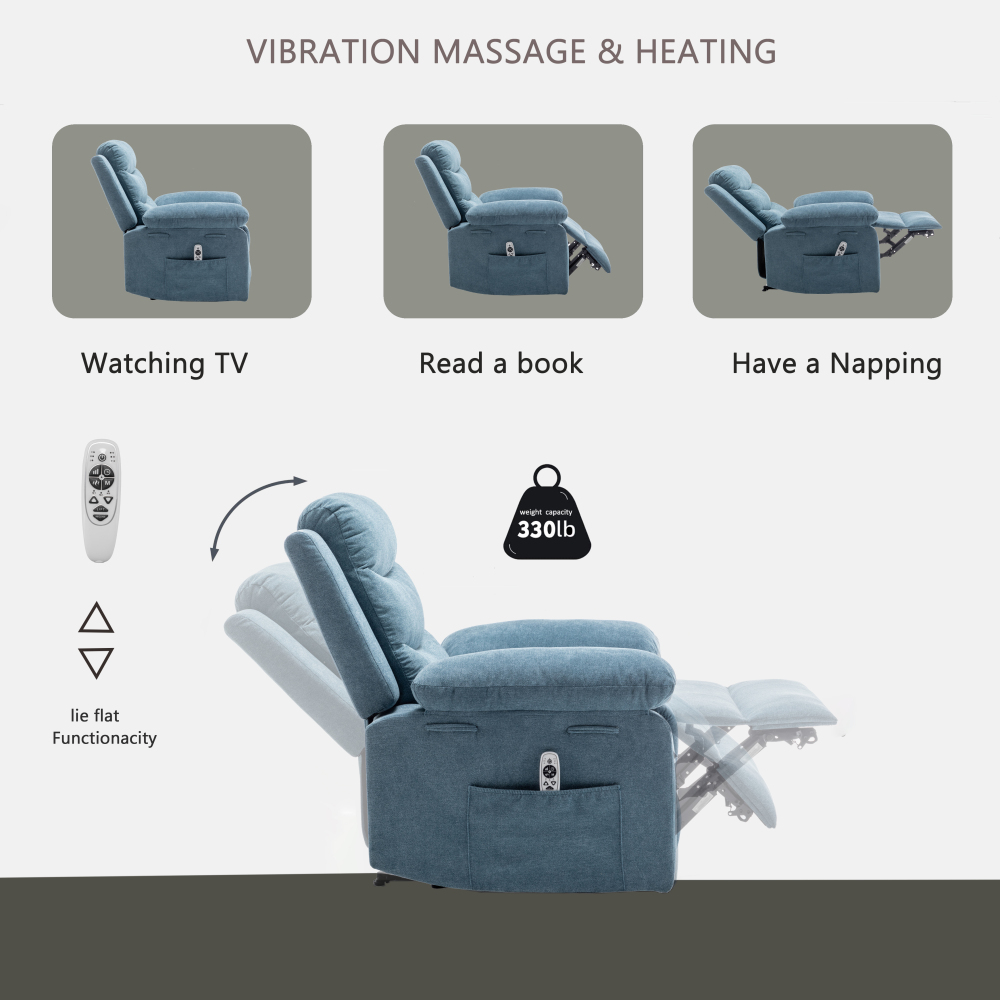 VIBRATION MASSAGE & HEATING
Watching TV
Read a book
Have a Napping
weight capacity
330lb
lie flat
Functionacity